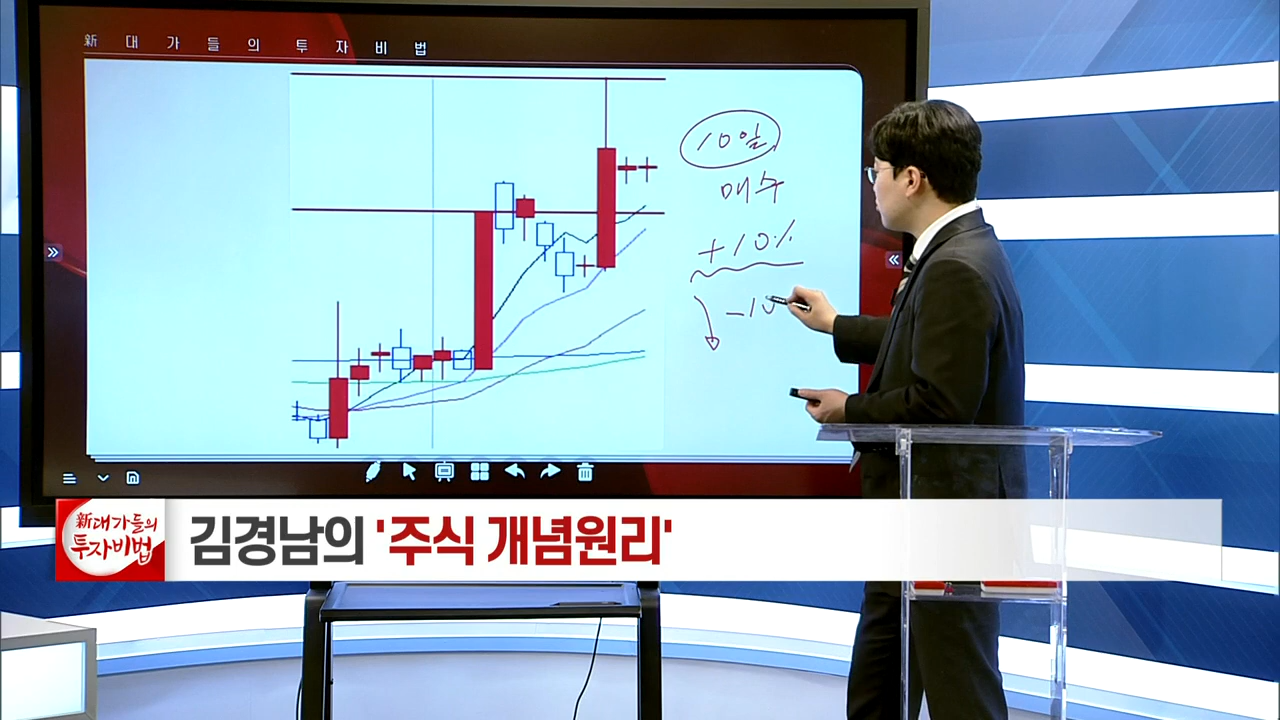 新 대 가 들 의 투 자 비 법
10일
매수
+10%
-10
新대가들의
투자비법
김경남의 '주식 개념원리'